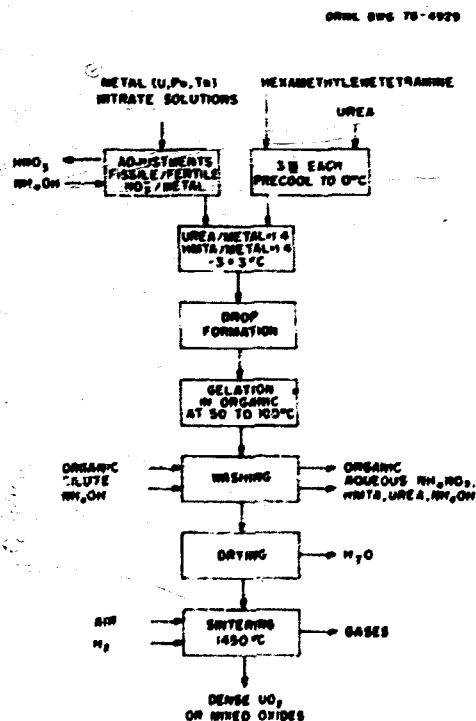 ORNL DWG 76-4929
METAL (U,Pu,Th)
NITRATE SOLUTIONS
HEXAMETHYLENETETRAMINE
UREA
HNO3
NH4OH
ADJUSTMENTS
FISSILE/FERTILE
NO3-/METAL
3 M EACH
PRECOOL TO 0°C
UREA/METAL=1.4
HMTA/METAL=1.4
-3 + 3°C
DROP
FORMATION
GELATION
IN ORGANIC
AT 50 TO 100°C
ORGANIC
DILUTE
NH4OH
WASHING
ORGANIC
AQUEOUS NH4NO3,
HMTA, UREA, NH4OH
DRYING
H2O
AIR
H2
SINTERING
1450°C
GASES
DENSE UO2
OR MIXED OXIDES